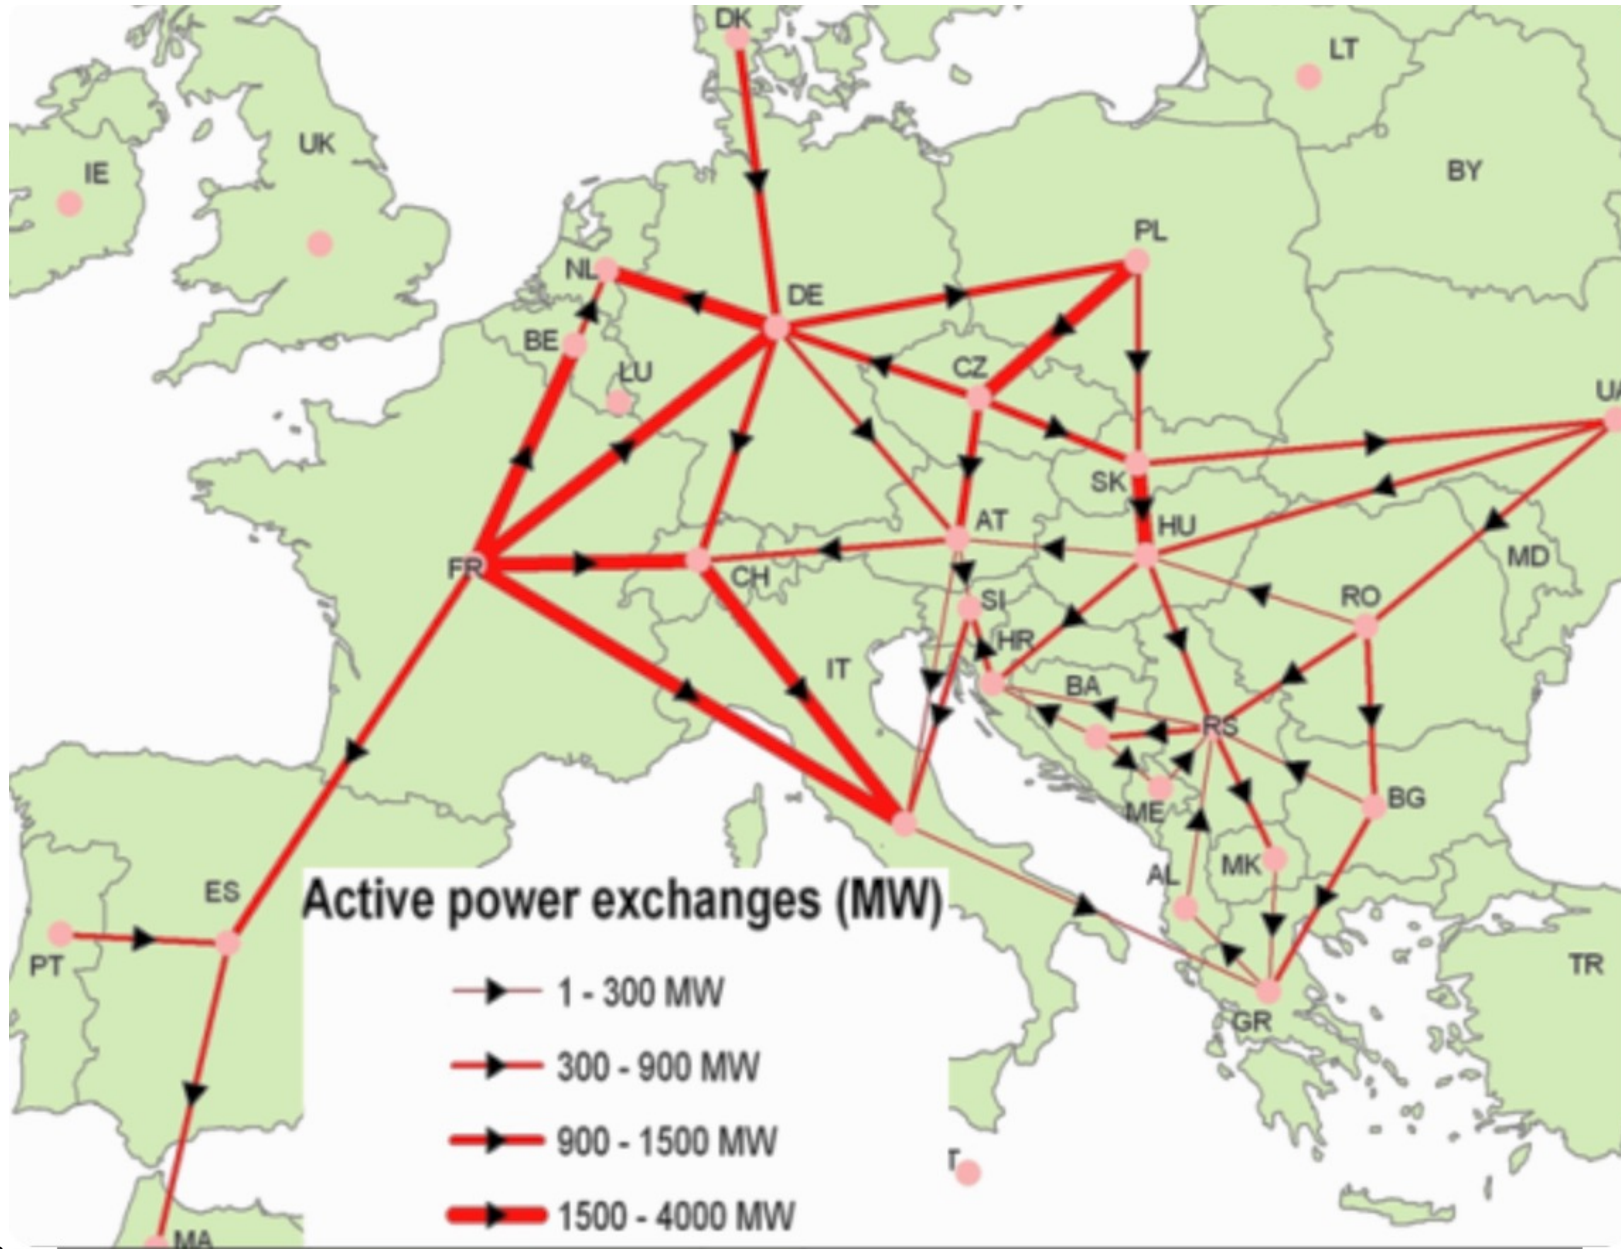 DK
LT
UK
BY
IE
PL
NL
DE
BE
CZ
LU
UA
SK
AT
HU
MD
FR
CH
SI
RO
HR
IT
BA
RS
BG
ME
MK
AL
ES
Active power exchanges (MW)
PT
TR
1 - 300 MW
GR
300 - 900 MW
900 - 1500 MW
T
1500 - 4000 MW
MA